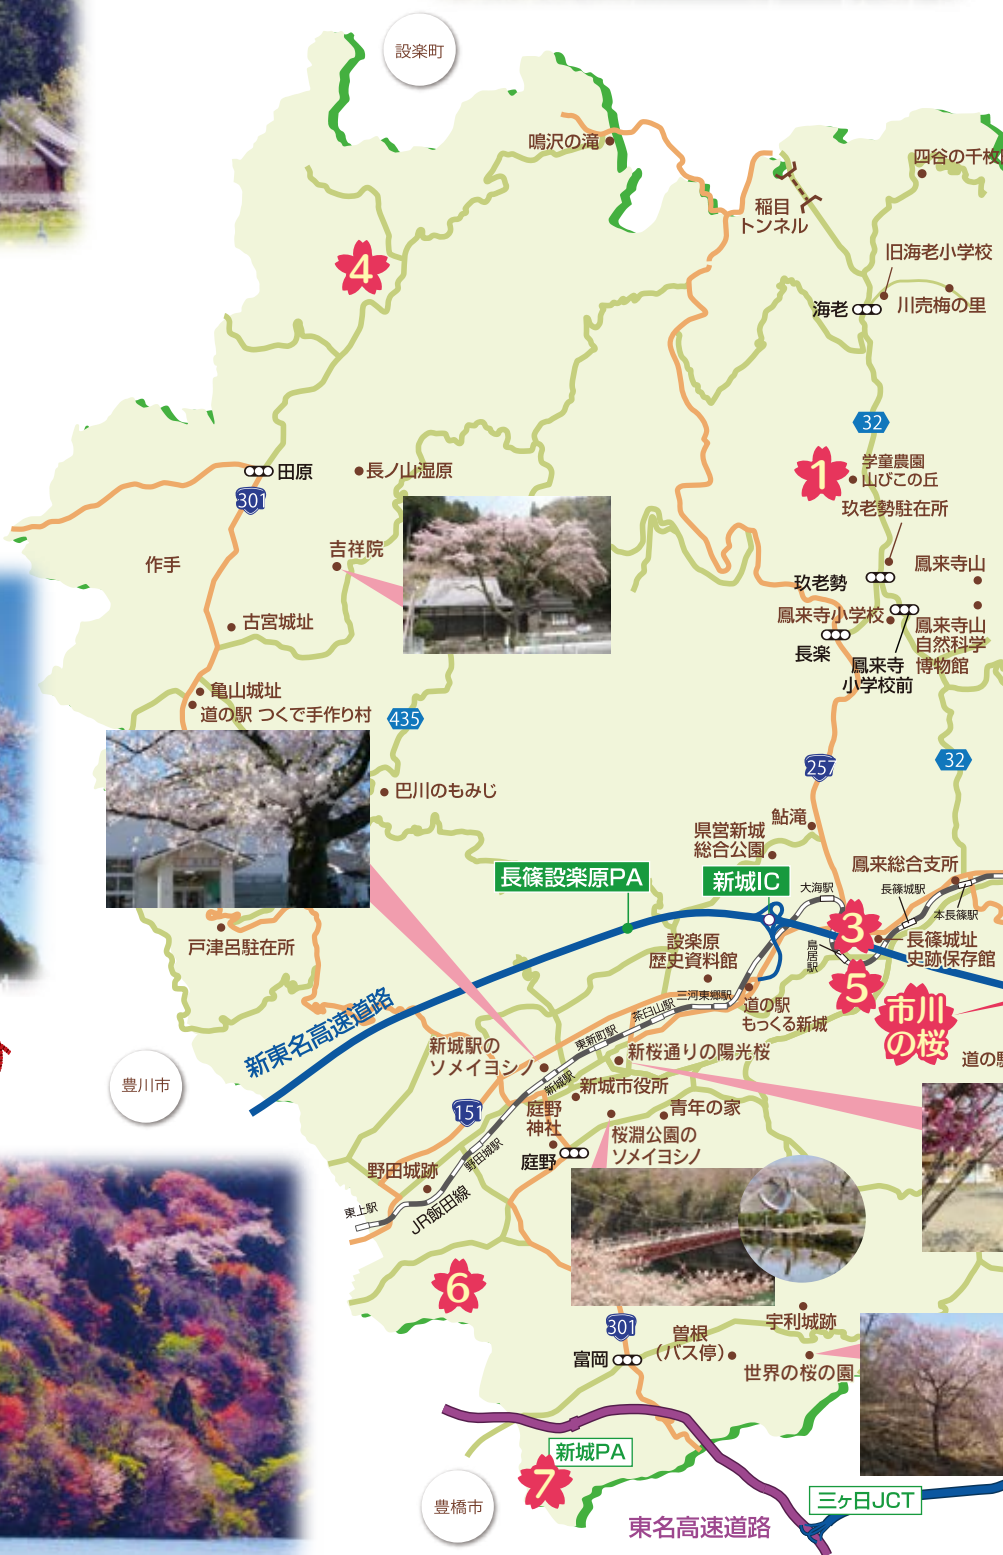 設楽町
鳴沢の滝
四谷の千枚
稲目
トンネル
4
旧海老小学校
海老
川売梅の里
32
田原
長ノ山湿原
301
1
学童農園
山びこの丘
玖老勢駐在所
作手
吉祥院
鳳来寺山
玖老勢
古宮城址
鳳来寺小学校
鳳来寺山
自然科学
博物館
長楽
鳳来寺
小学校前
亀山城址
道の駅 つくで手作り村
435
257
32
巴川のもみじ
鮎滝
県営新城
総合公園
長篠設楽原PA
新城IC
鳳来総合支所
大海駅
長篠城駅
本長篠駅
3
戸津呂駐在所
設楽原
歴史資料館
鳥居駅
長篠城址
史跡保存館
5
三河東郷駅
道の駅
もっくる新城
市川
の桜
新東名高速道路
茶臼山駅
東新町駅
新城駅の
ソメイヨシノ
新桜通りの陽光桜
道の駅
豊川市
新城駅
新城市役所
151
庭野
神社
青年の家
桜淵公園の
ソメイヨシノ
庭野
野田城駅
野田城跡
東上駅
JR飯田線
6
宇利城跡
301
曽根
(バス停)
富岡
世界の桜の園
新城PA
7
豊橋市
三ヶ日JCT
東名高速道路